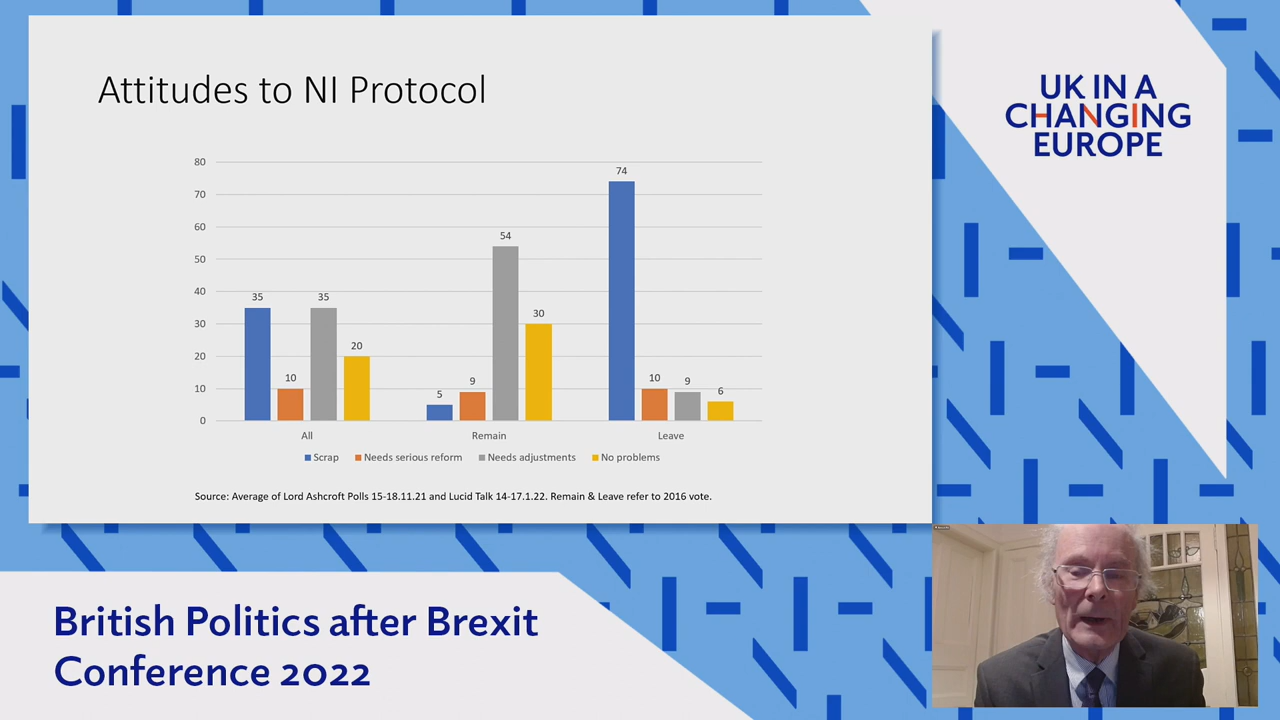 Attitudes to NI Protocol
UK IN A
CHANGING
EUROPE
80
70
60
50
40
30
20
10
0
35
10
35
20
5
9
54
30
74
10
9
6
All
Remain
Leave
Scrap
Needs serious reform
Needs adjustments
No problems
Source: Average of Lord Ashcroft Polls 15-18.11.21 and Lucid Talk 14-17.1.22. Remain & Leave refer to 2016 vote.
British Politics after Brexit
Conference 2022